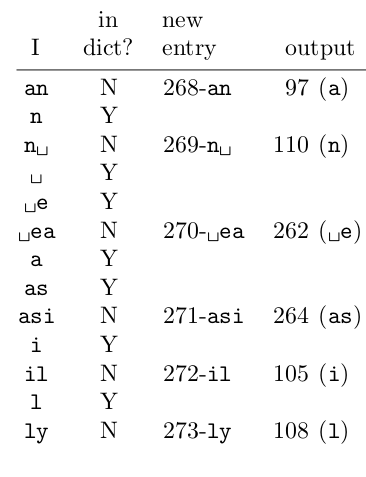 in new
I dict? entry output
an N 268-an 97 (a)
n Y
n␣ N 269-n␣ 110 (n)
␣ Y
␣e Y
␣ea N 270-␣ea 262 (␣e)
a Y
as Y
asi N 271-asi 264 (as)
i Y
il N 272-il 105 (i)
l Y
ly N 273-ly 108 (l)